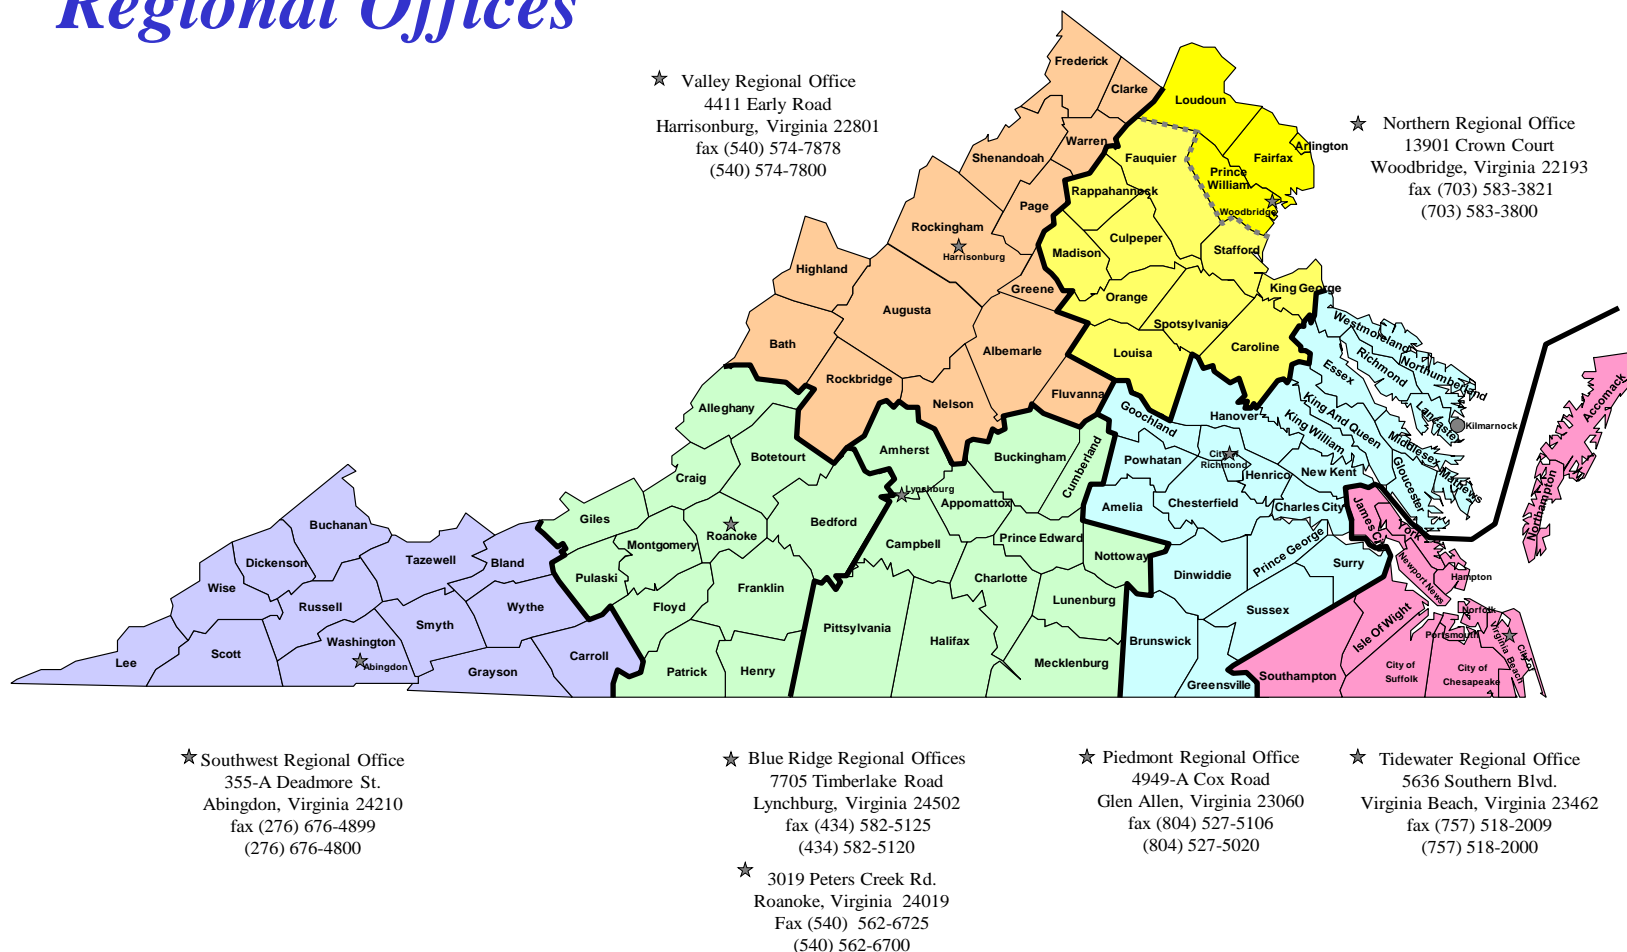 Regional Offices
Valley Regional Office
4411 Early Road
Harrisonburg, Virginia 22801
fax (540) 574-7878
(540) 574-7800
Northern Regional Office
13901 Crown Court
Woodbridge, Virginia 22193
fax (703) 583-3821
(703) 583-3800
Frederick
Clarke
Loudoun
Warren
Shenandoah
Fauquier
Fairfax
Arlington
Prince
William
Page
Rappahannock
Woodbridge
Rockingham
Harrisonburg
Culpeper
Madison
Stafford
Highland
Greene
Orange
King George
Augusta
Spotsylvania
Bath
Albemarle
Louisa
Caroline
Westmoreland
Richmond
Northumberland
Essex
Rockbridge
Nelson
Fluvanna
Alleghany
Goochland
Hanover
King And Queen
King William
Lancaster
Kilmarnock
Accomack
Botetourt
Amherst
Buckingham
Cumberland
Powhatan
City of
Richmond
Henrico
New Kent
Middlesex
Mathews
Gloucester
Craig
Lynchburg
Appomattox
Amelia
Chesterfield
Charles City
James City
York
Northampton
Giles
Roanoke
Bedford
Montgomery
Campbell
Prince Edward
Nottoway
Prince George
Surry
Newport News
Hampton
Buchanan
Dickenson
Tazewell
Bland
Pulaski
Wise
Russell
Wythe
Floyd
Franklin
Charlotte
Lunenburg
Dinwiddie
Sussex
Isle Of Wight
Norfolk
Portsmouth
City of
Virginia Beach
Lee
Scott
Washington
Abingdon
Smyth
Grayson
Carroll
Patrick
Henry
Pittsylvania
Halifax
Mecklenburg
Brunswick
Greensville
Southampton
City of
Suffolk
City of
Chesapeake
Southwest Regional Office
355-A Deadmore St.
Abingdon, Virginia 24210
fax (276) 676-4899
(276) 676-4800
Blue Ridge Regional Offices
7705 Timberlake Road
Lynchburg, Virginia 24502
fax (434) 582-5125
(434) 582-5120
3019 Peters Creek Rd.
Roanoke, Virginia 24019
Fax (540) 562-6725
(540) 562-6700
Piedmont Regional Office
4949-A Cox Road
Glen Allen, Virginia 23060
fax (804) 527-5106
(804) 527-5020
Tidewater Regional Office
5636 Southern Blvd.
Virginia Beach, Virginia 23462
fax (757) 518-2009
(757) 518-2000